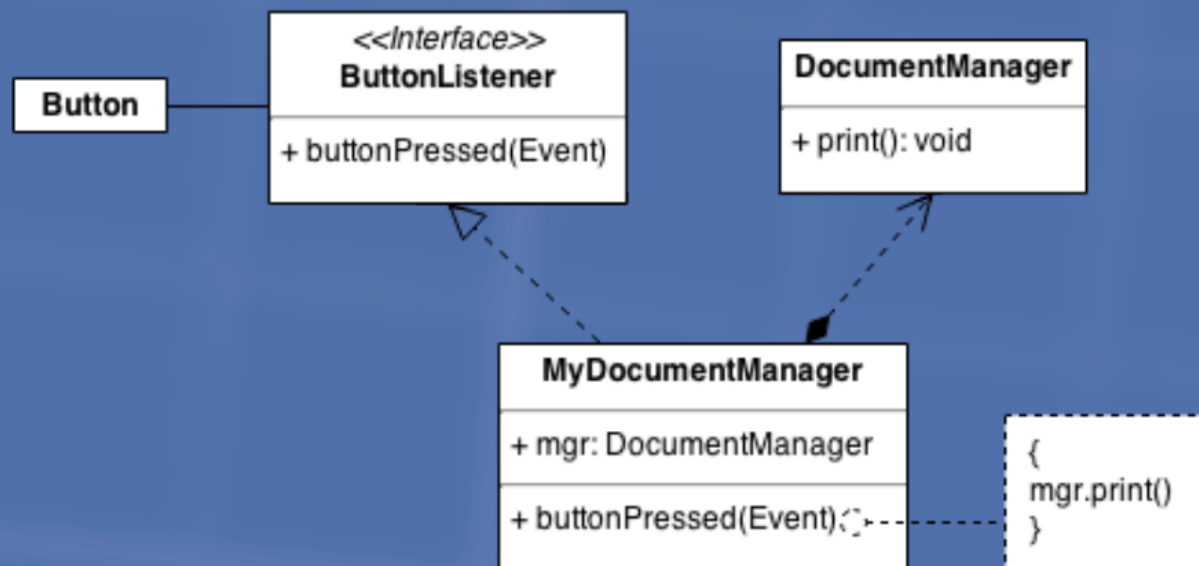 Button
<<Interface>>
ButtonListener
+ buttonPressed(Event)
DocumentManager
+ print(): void
MyDocumentManager
+ mgr: DocumentManager
+ buttonPressed(Event)
{
mgr.print()
}